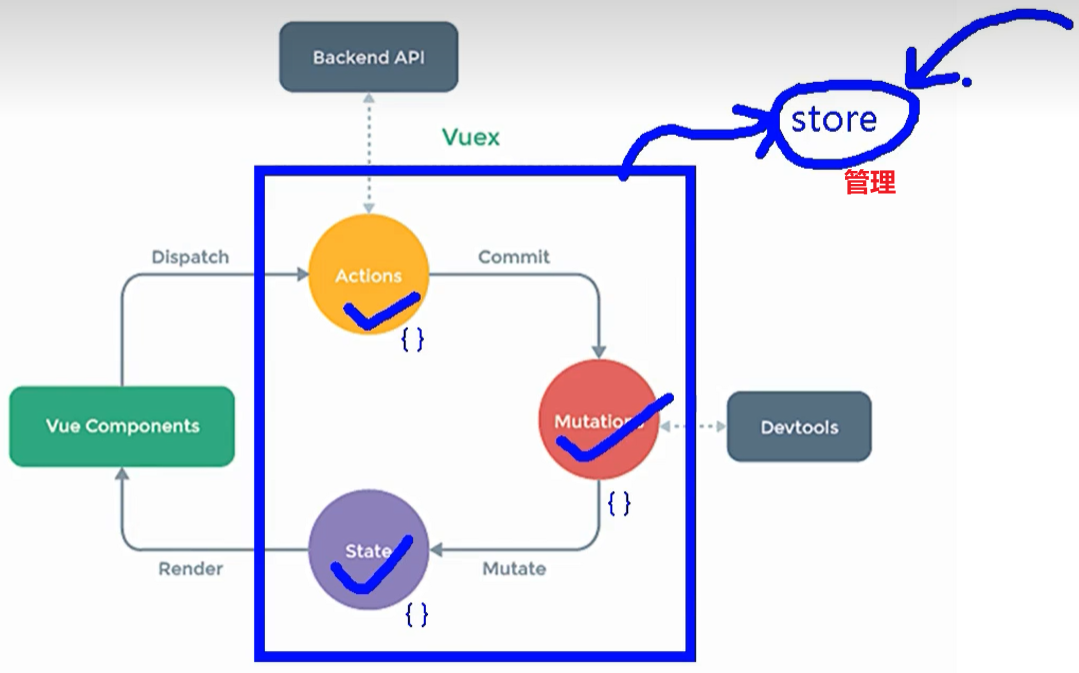 Backend API
Vuex
store
管理
Dispatch
Commit
Actions
{ }
Vue Components
Mutations
Devtools
{ }
State
Render
Mutate
{ }